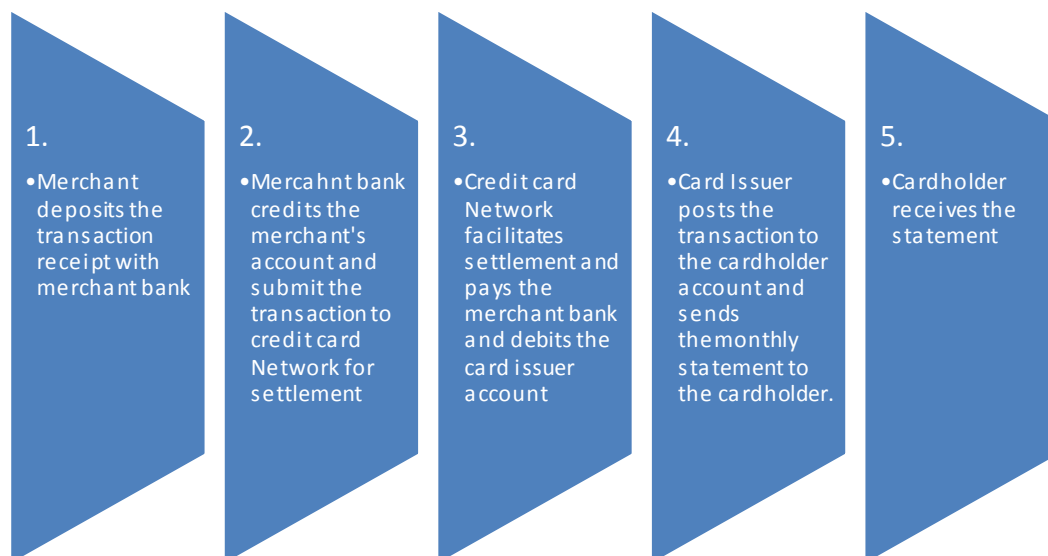 1.
•Merchant
deposits the
transaction
receipt with
merchant bank
2.
•Mercahnt bank
credits the
merchant's
account and
submit the
transaction to
credit card
Network for
settlement
3.
•Credit card
Network
facilitates
settlement and
pays the
merchant bank
and debits the
card issuer
account
4.
•Card Issuer
posts the
transaction to
the cardholder
account and
sends
themonthly
statement to
the cardholder.
5.
•Cardholder
receives the
statement